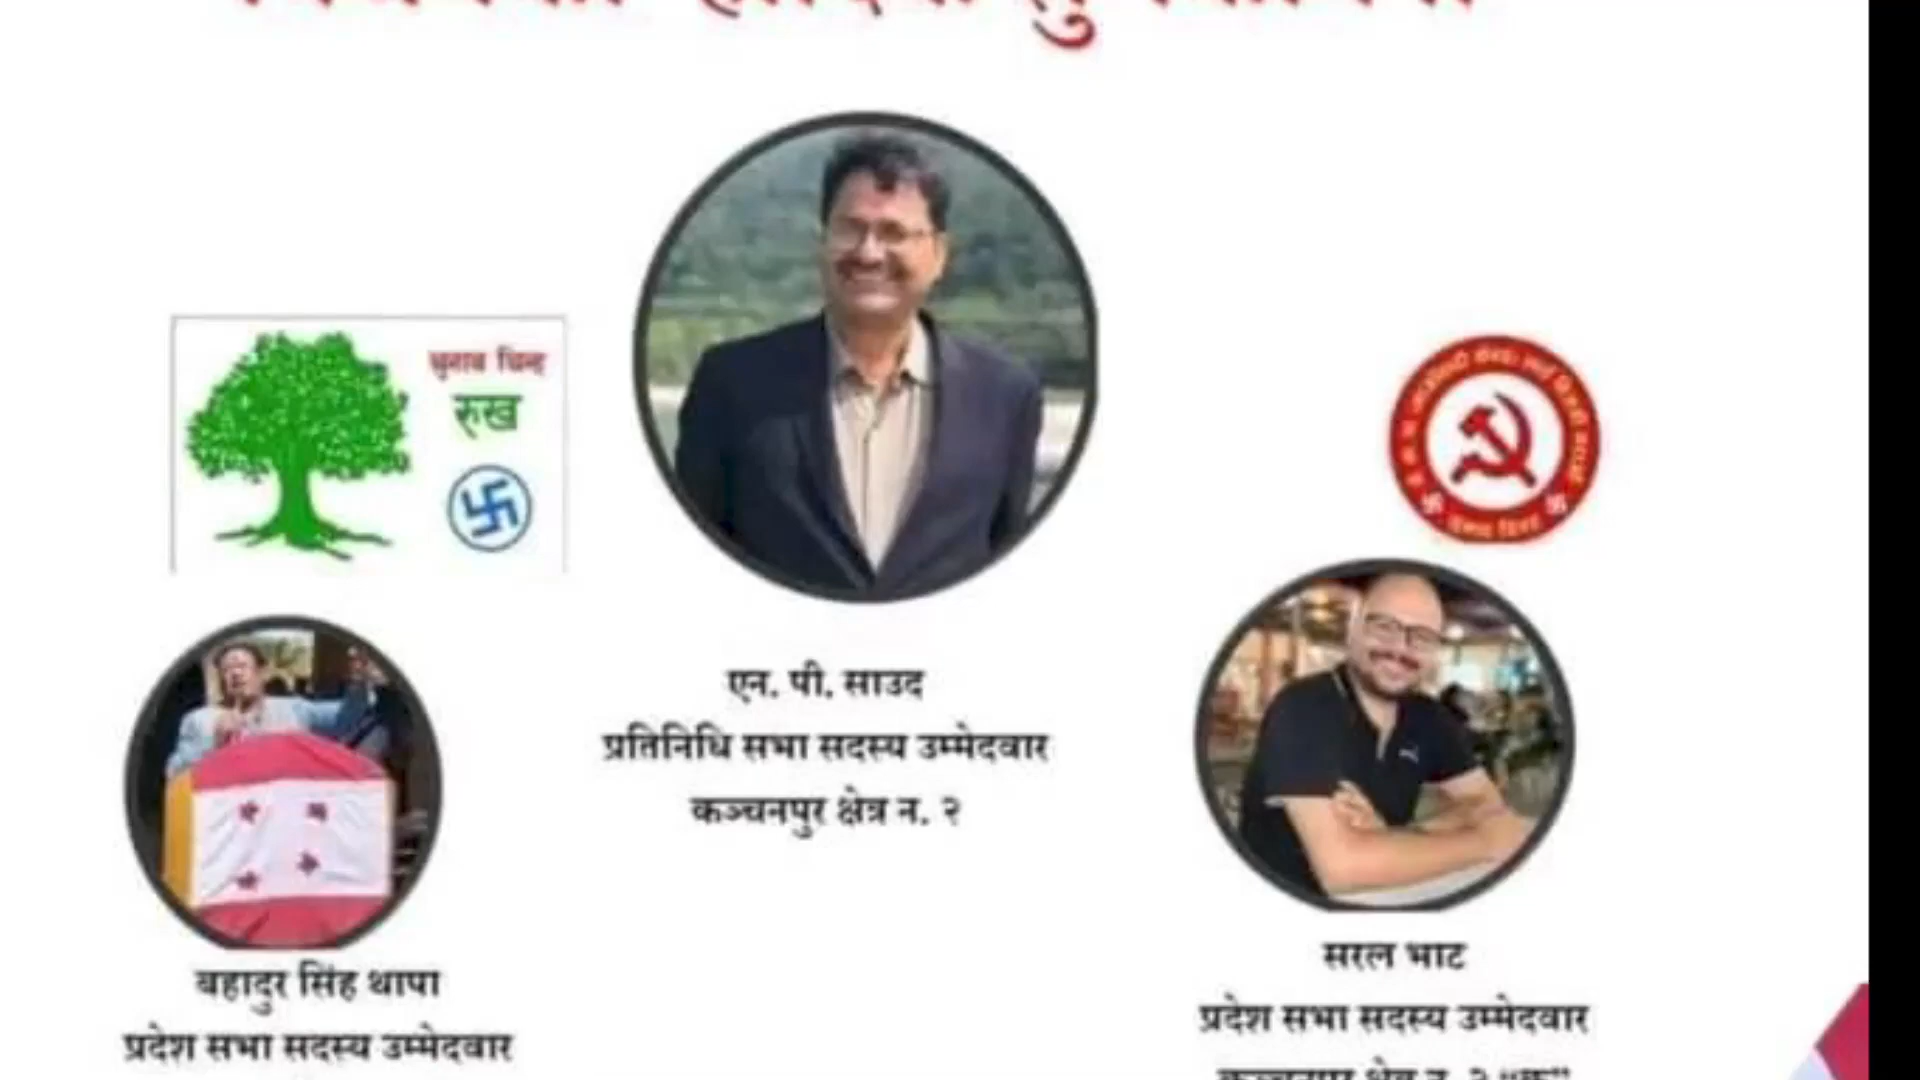 चुनाव चिन्ह
रुख
एन. पी. साउद
प्रतिनिधि सभा सदस्य उम्मेदवार
कञ्चनपुर क्षेत्र न. २
बहादुर सिंह थापा
प्रदेश सभा सदस्य उम्मेदवार
सरल भाट
प्रदेश सभा सदस्य उम्मेदवार